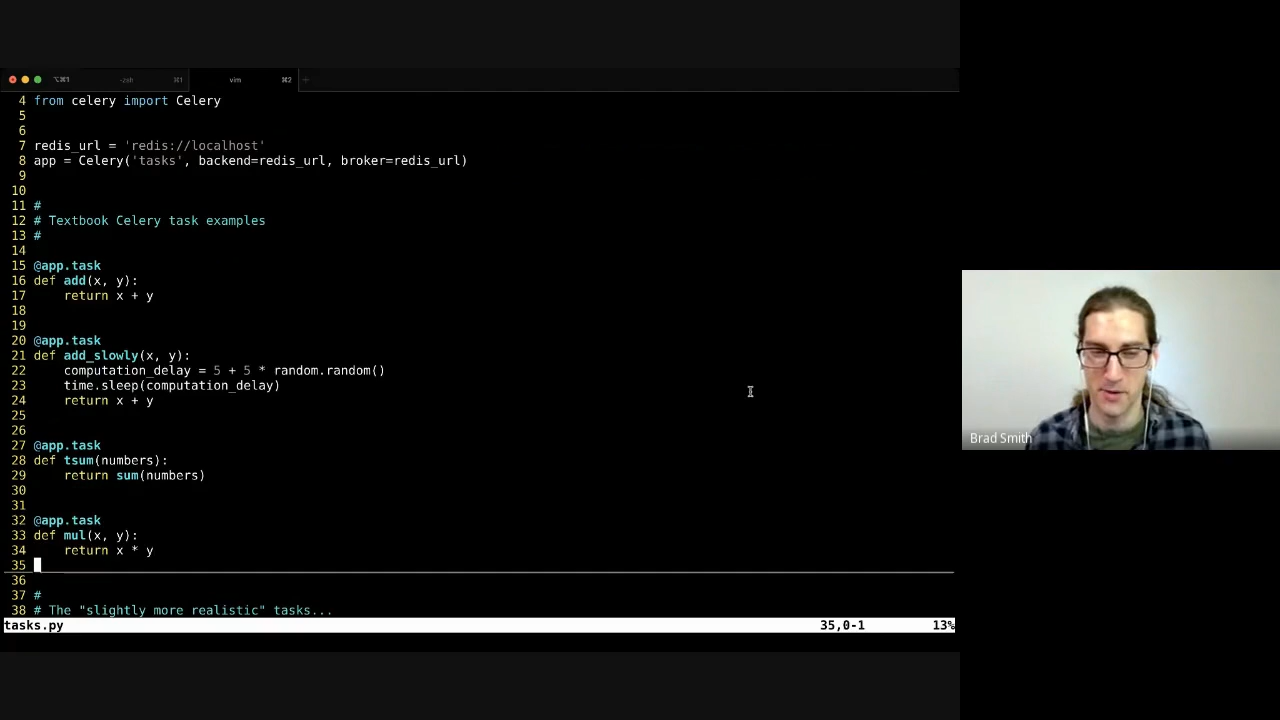 ⌥⌘1 -zsh ⌘1 vim ⌘2 +
4 from celery import Celery
5
6
7 redis_url = 'redis://localhost'
8 app = Celery('tasks', backend=redis_url, broker=redis_url)
9
10
11 #
12 # Textbook Celery task examples
13 #
14
15 @app.task
16 def add(x, y):
17     return x + y
18
19
20 @app.task
21 def add_slowly(x, y):
22     computation_delay = 5 + 5 * random.random()
23     time.sleep(computation_delay)
24     return x + y
25
26
27 @app.task
28 def tsum(numbers):
29     return sum(numbers)
30
31
32 @app.task
33 def mul(x, y):
34     return x * y
35
36
37 #
38 # The "slightly more realistic" tasks...
tasks.py 35,0-1 13%
Brad Smith